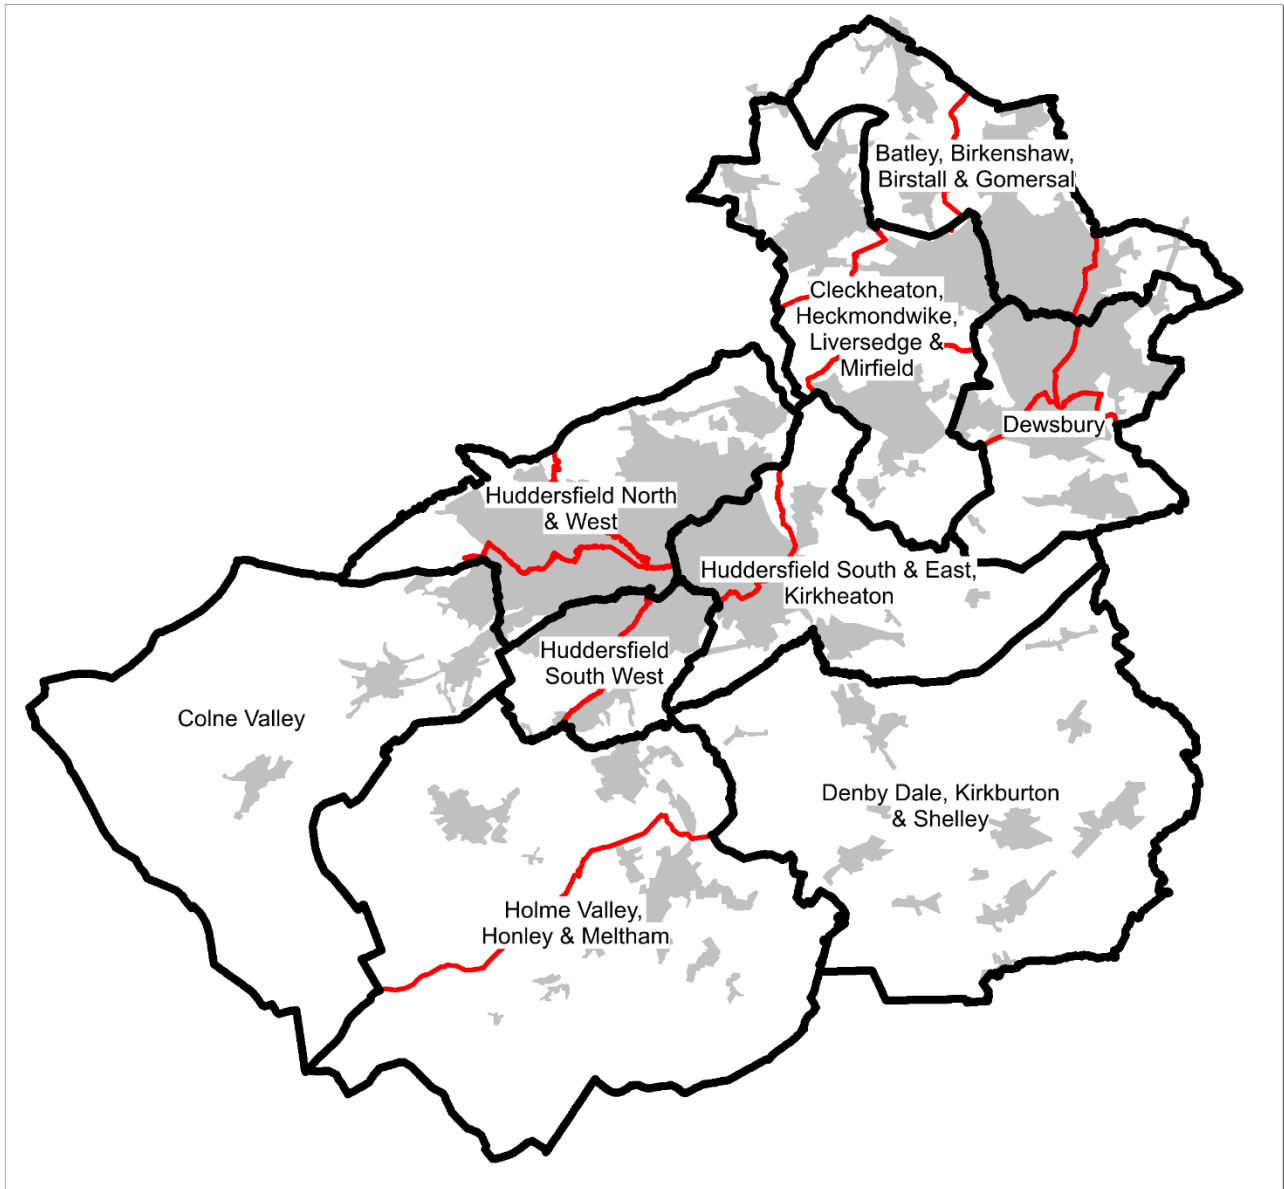 Batley, Birkenshaw,
Birstall & Gomersal
Cleckheaton,
Heckmondwike,
Liversedge &
Mirfield
Dewsbury
Huddersfield North
& West
Huddersfield South & East,
Kirkheaton
Huddersfield
South West
Colne Valley
Denby Dale, Kirkburton
& Shelley
Holme Valley,
Honley & Meltham